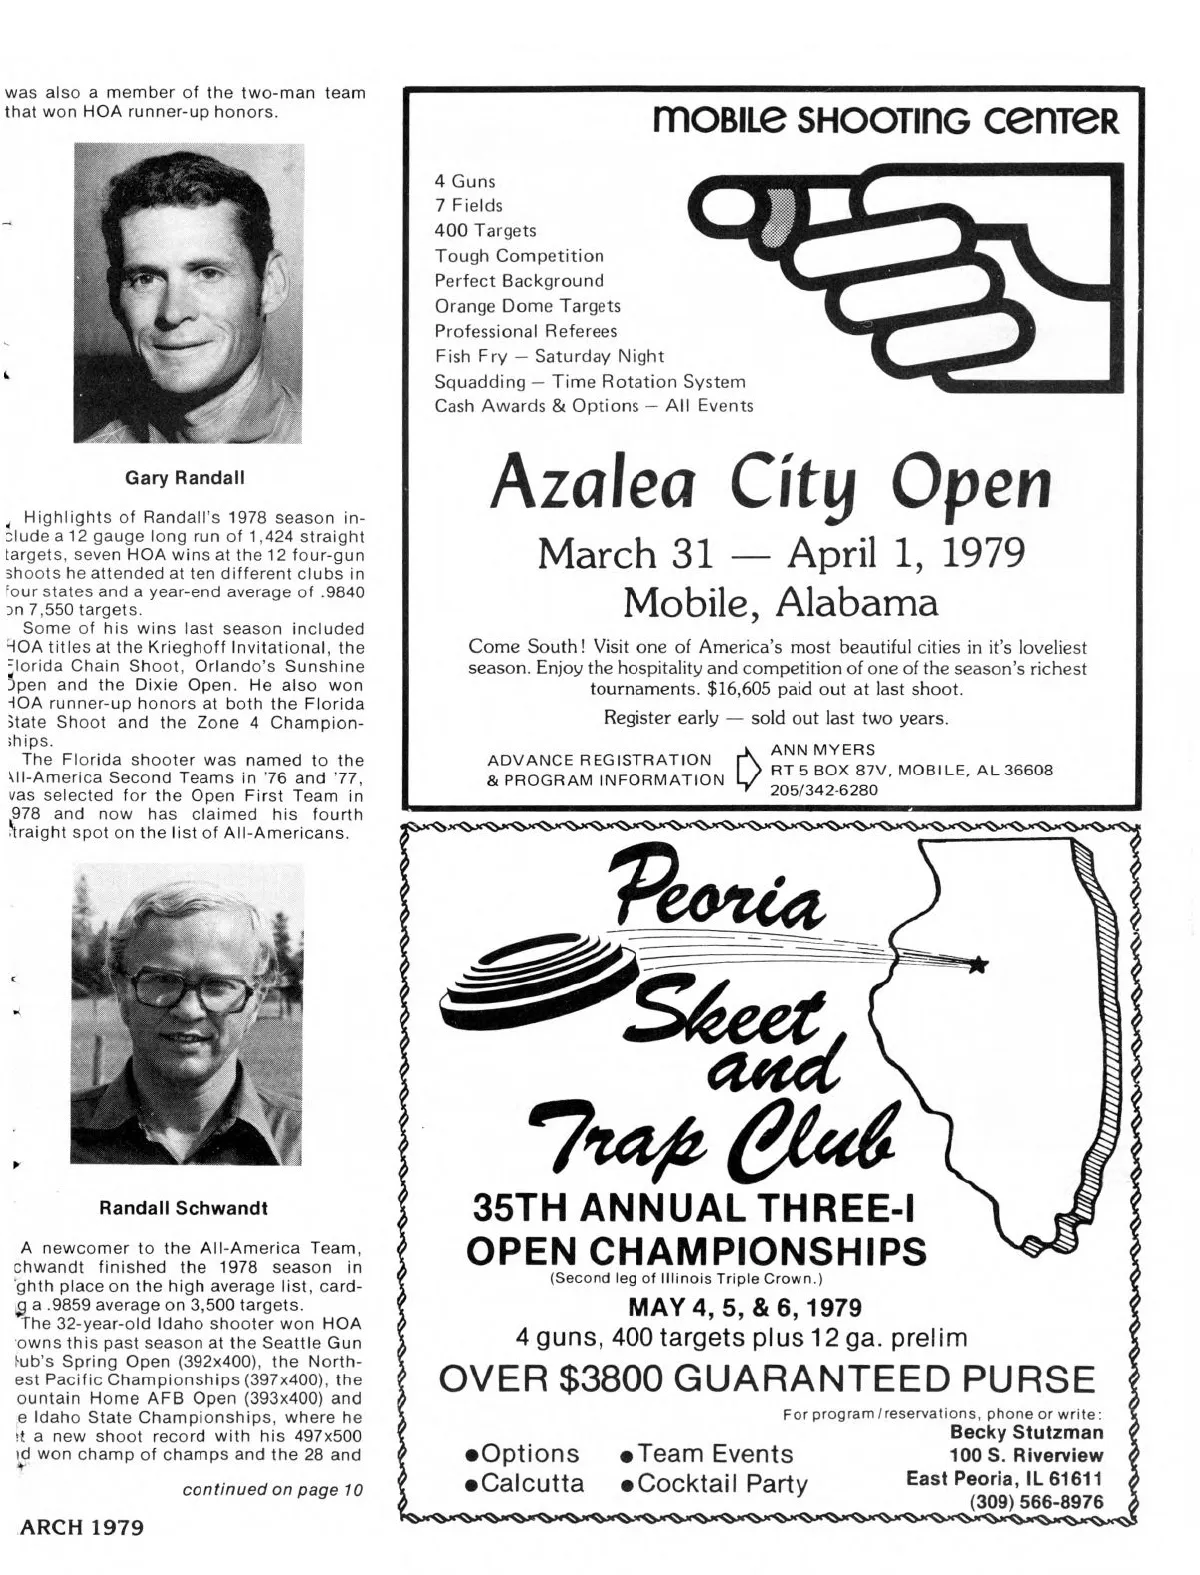 was also a member of the two-man team
that won HOA runner-up honors.
Gary Randall
Highlights of Randall's 1978 season in-
clude a 12 gauge long run of 1,424 straight
targets, seven HOA wins at the 12 four-gun
shoots he attended at ten different clubs in
four states and a year-end average of .9840
on 7,550 targets.
Some of his wins last season included
HOA titles at the Krieghoff Invitational, the
Florida Chain Shoot, Orlando's Sunshine
Open and the Dixie Open. He also won
HOA runner-up honors at both the Florida
State Shoot and the Zone 4 Champion-
ships.
The Florida shooter was named to the
All-America Second Teams in '76 and '77,
was selected for the Open First Team in
978 and now has claimed his fourth
straight spot on the list of All-Americans.
Randall Schwandt
A newcomer to the All-America Team,
chwandt finished the 1978 season in
ghth place on the high average list, card-
g a .9859 average on 3,500 targets.
The 32-year-old Idaho shooter won HOA
owns this past season at the Seattle Gun
lub's Spring Open (392x400), the North-
est Pacific Championships (397x400), the
ountain Home AFB Open (393x400) and
e Idaho State Championships, where he
t a new shoot record with his 497x500
d won champ of champs and the 28 and
continued on page 10
ARCH 1979
MOBILE SHOOTING CENTER
4 Guns
7 Fields
400 Targets
Tough Competition
Perfect Background
Orange Dome Targets
Professional Referees
Fish Fry — Saturday Night
Squadding — Time Rotation System
Cash Awards & Options — All Events
Azalea City Open
March 31 — April 1, 1979
Mobile, Alabama
Come South! Visit one of America's most beautiful cities in it's loveliest
season. Enjoy the hospitality and competition of one of the season's richest
tournaments. $16,605 paid out at last shoot.
Register early — sold out last two years.
ADVANCE REGISTRATION
& PROGRAM INFORMATION
ANN MYERS
RT 5 BOX 87V, MOBILE, AL 36608
205/342-6280
Peoria
Skeet
and
Trap Club
35TH ANNUAL THREE-I
OPEN CHAMPIONSHIPS
(Second leg of Illinois Triple Crown.)
MAY 4, 5, & 6, 1979
4 guns, 400 targets plus 12 ga. prelim
OVER $3800 GUARANTEED PURSE
•Options •Team Events
•Calcutta •Cocktail Party
For program/reservations, phone or write:
Becky Stutzman
100 S. Riverview
East Peoria, IL 61611
(309) 566-8976